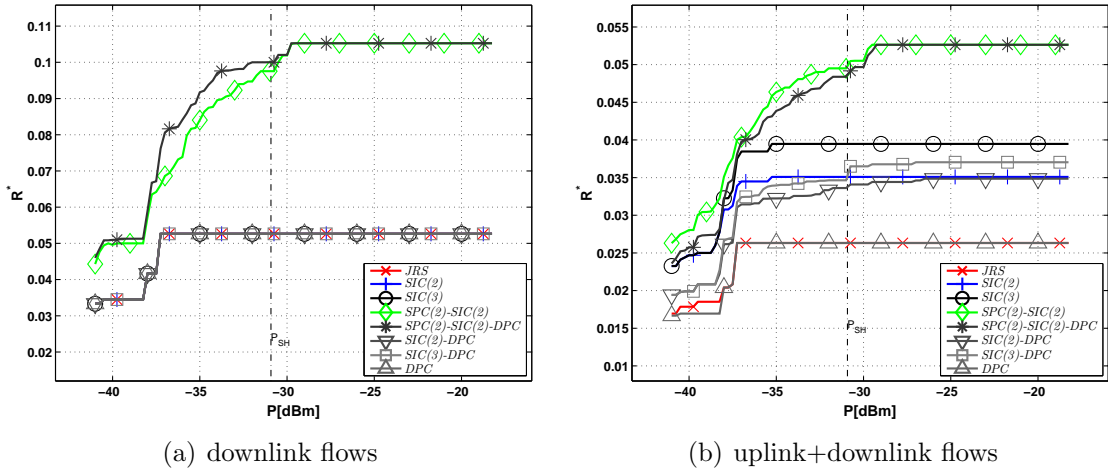 0.11
0.1
0.09
0.08
0.07
0.06
0.05
0.04
0.03
0.02
R*
−40
−35
−30
−25
−20
P[dBm]
P_SH
JRS
SIC(2)
SIC(3)
SPC(2)-SIC(2)
SPC(2)-SIC(2)-DPC
SIC(2)-DPC
SIC(3)-DPC
DPC
(a) downlink flows
0.055
0.05
0.045
0.04
0.035
0.03
0.025
0.02
0.015
0.01
R*
−40
−35
−30
−25
−20
P[dBm]
P_SH
JRS
SIC(2)
SIC(3)
SPC(2)-SIC(2)
SPC(2)-SIC(2)-DPC
SIC(2)-DPC
SIC(3)-DPC
DPC
(b) uplink+downlink flows